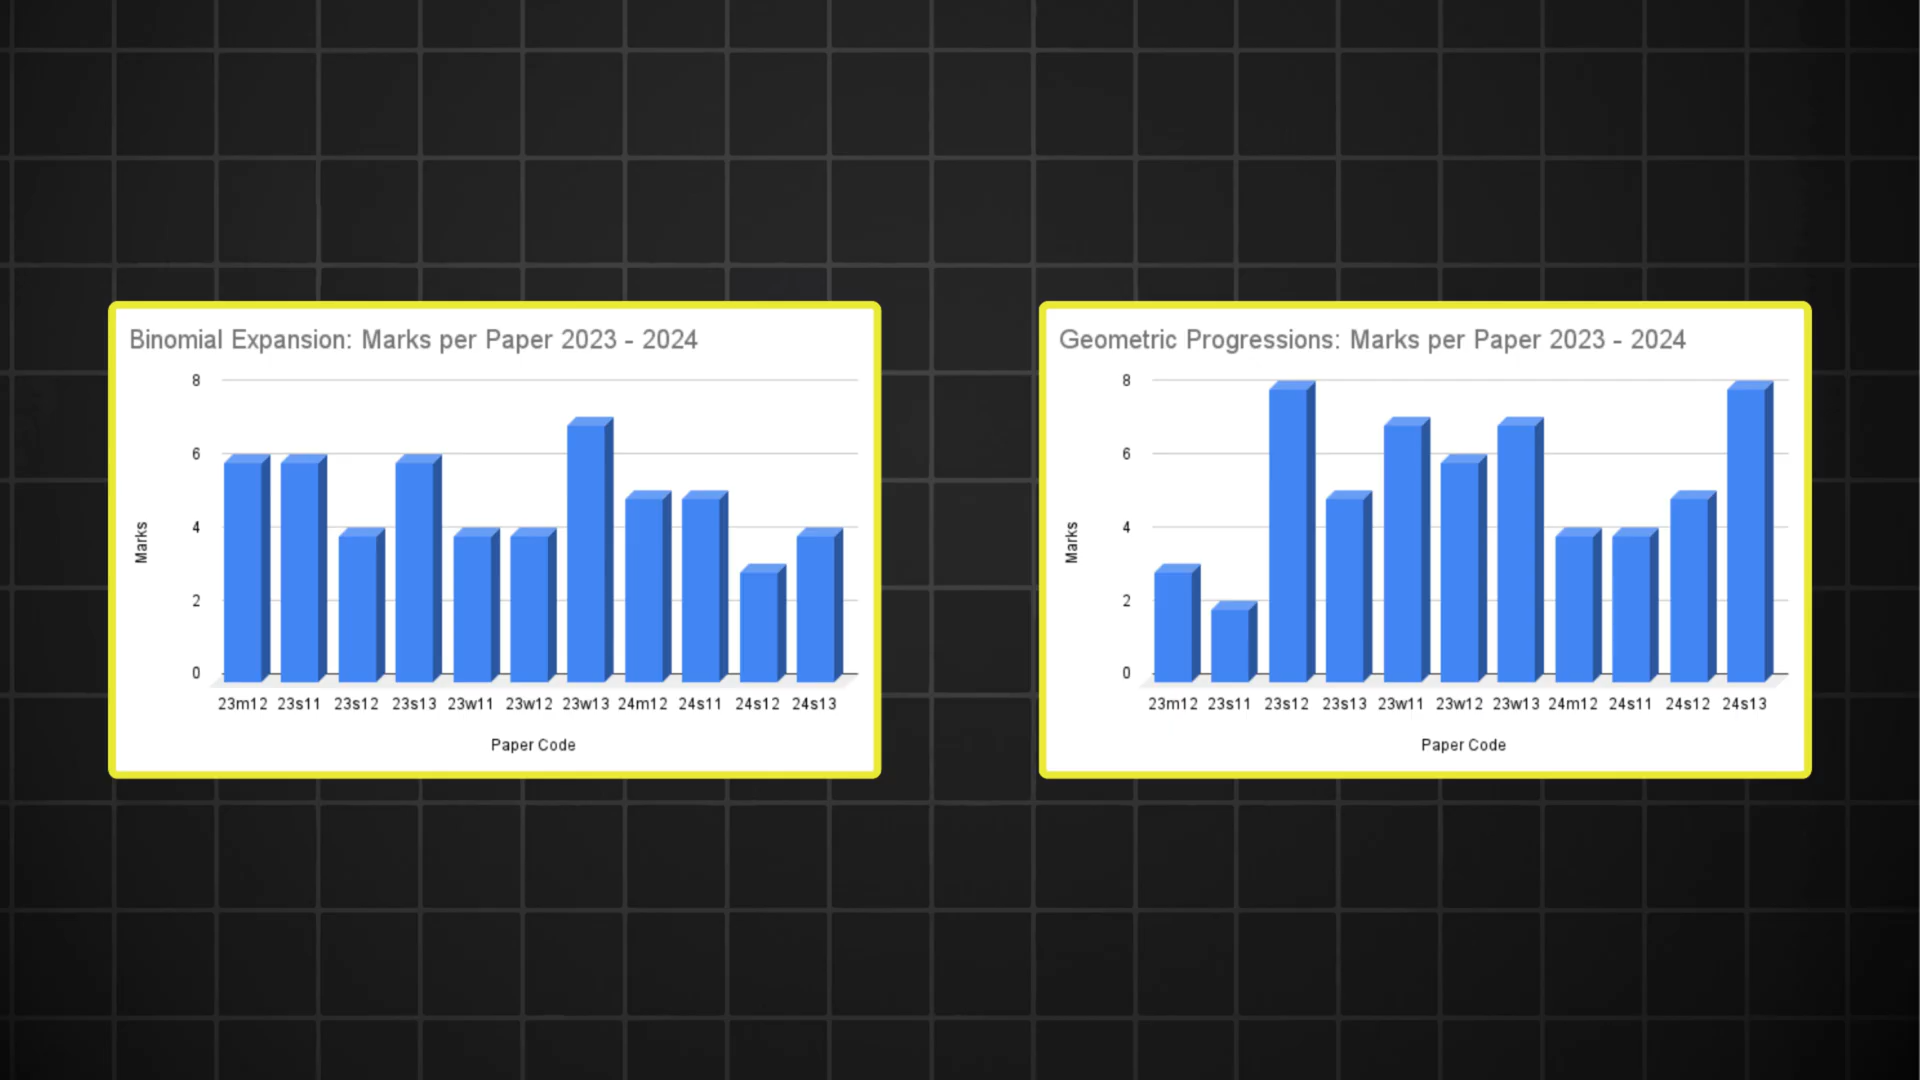 Binomial Expansion: Marks per Paper 2023 - 2024
8
6
4
2
0
Marks
23m12 23s11 23s12 23s13 23w11 23w12 23w13 24m12 24s11 24s12 24s13
Paper Code
Geometric Progressions: Marks per Paper 2023 - 2024
8
6
4
2
0
Marks
23m12 23s11 23s12 23s13 23w11 23w12 23w13 24m12 24s11 24s12 24s13
Paper Code